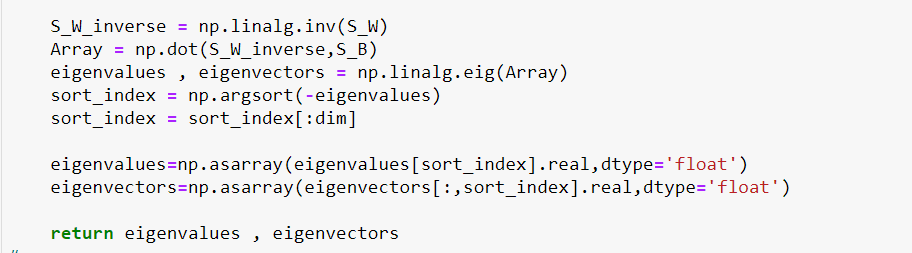 S_W_inverse = np.linalg.inv(S_W)
Array = np.dot(S_W_inverse,S_B)
eigenvalues , eigenvectors = np.linalg.eig(Array)
sort_index = np.argsort(-eigenvalues)
sort_index = sort_index[:dim]
eigenvalues=np.asarray(eigenvalues[sort_index].real,dtype='float')
eigenvectors=np.asarray(eigenvectors[:,sort_index].real,dtype='float')
return eigenvalues , eigenvectors